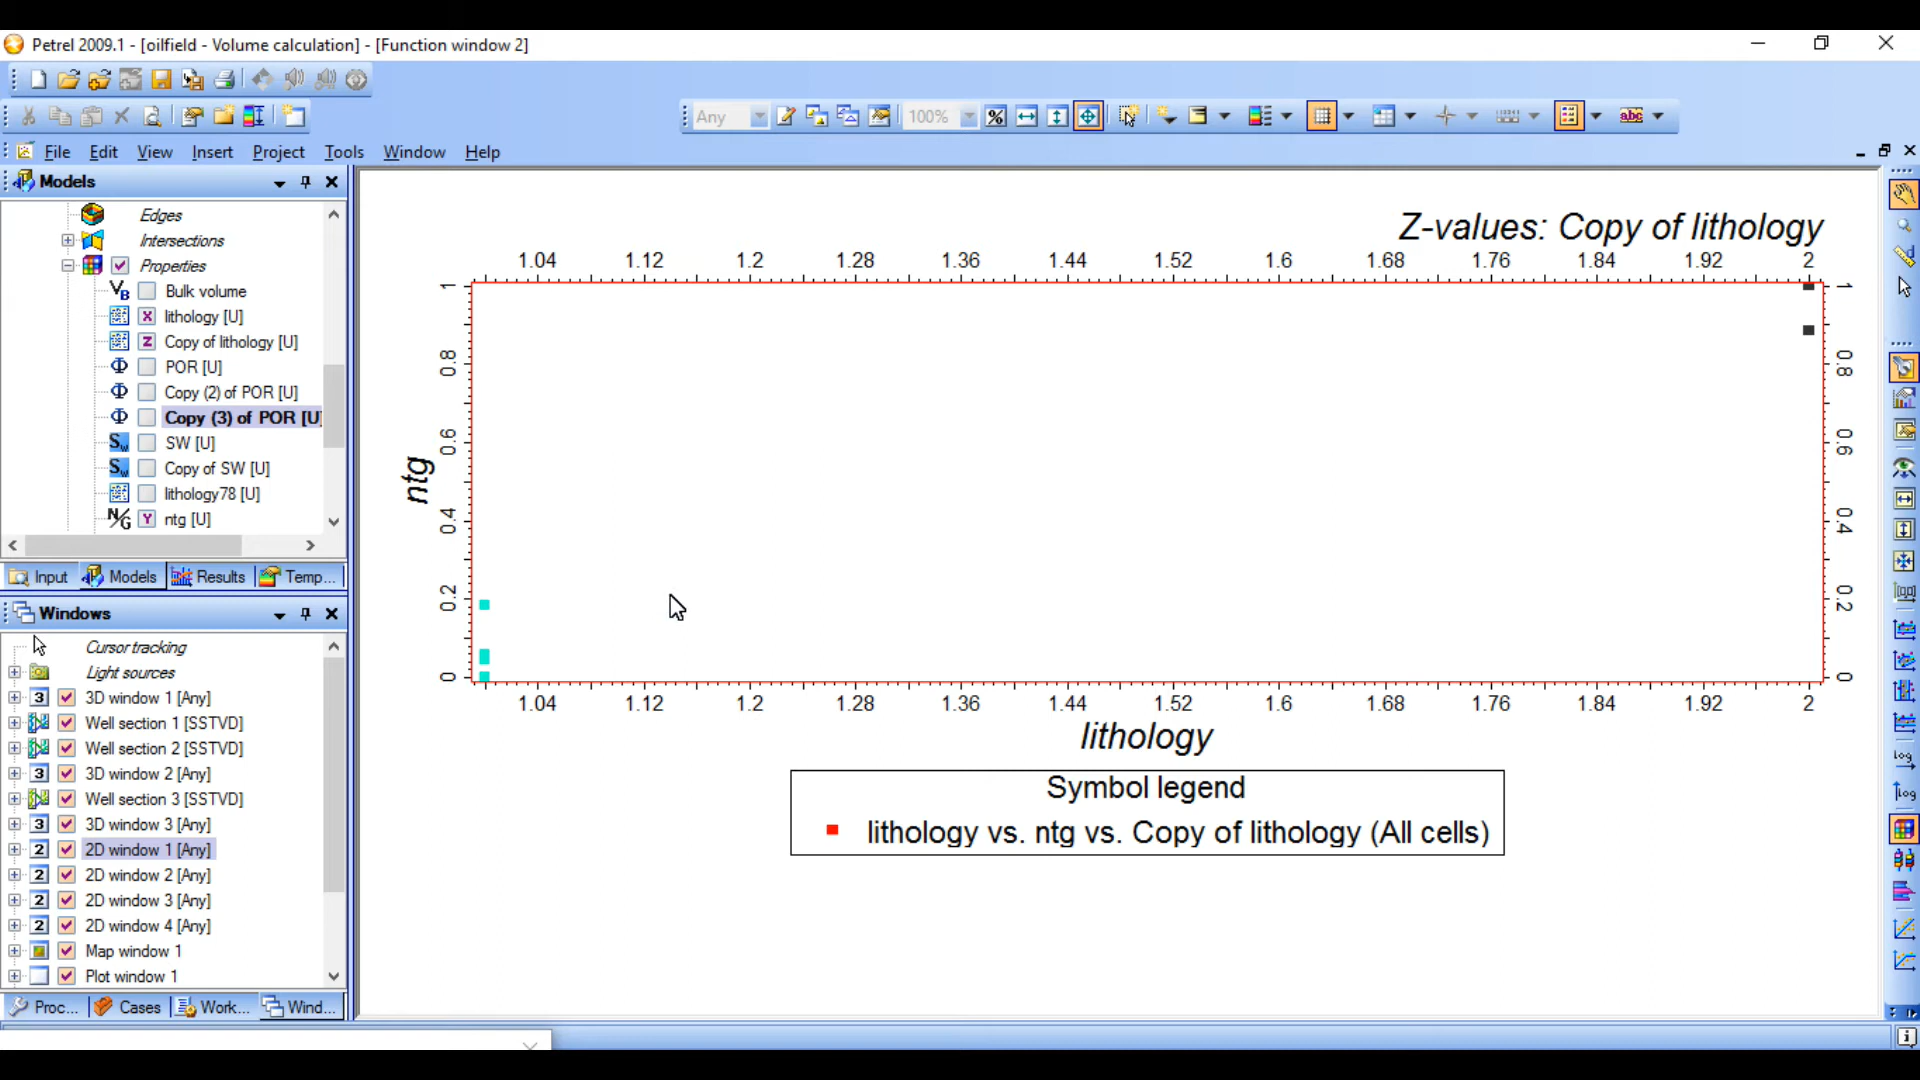 Petrel 2009.1 - [oilfield - Volume calculation] - [Function window 2]
Any
100%
abc
File Edit View Insert Project Tools Window Help
Models
Edges
Intersections
Properties
Bulk volume
lithology [U]
Copy of lithology [U]
POR [U]
Copy (2) of POR [U]
Copy (3) of POR [U]
SW [U]
Copy of SW [U]
lithology78 [U]
ntg [U]
Input Models Results Temp...
Windows
Cursor tracking
Light sources
3D window 1 [Any]
Well section 1 [SSTVD]
Well section 2 [SSTVD]
3D window 2 [Any]
Well section 3 [SSTVD]
3D window 3 [Any]
2D window 1 [Any]
2D window 2 [Any]
2D window 3 [Any]
2D window 4 [Any]
Map window 1
Plot window 1
Proc... Cases Work... Wind...
Z-values: Copy of lithology
1.04 1.12 1.2 1.28 1.36 1.44 1.52 1.6 1.68 1.76 1.84 1.92 2
1 0.8 0.6 0.4 0.2 0
ntg
1 0.8 0.6 0.4 0.2 0
1.04 1.12 1.2 1.28 1.36 1.44 1.52 1.6 1.68 1.76 1.84 1.92 2
lithology
Symbol legend
lithology vs. ntg vs. Copy of lithology (All cells)
log
log